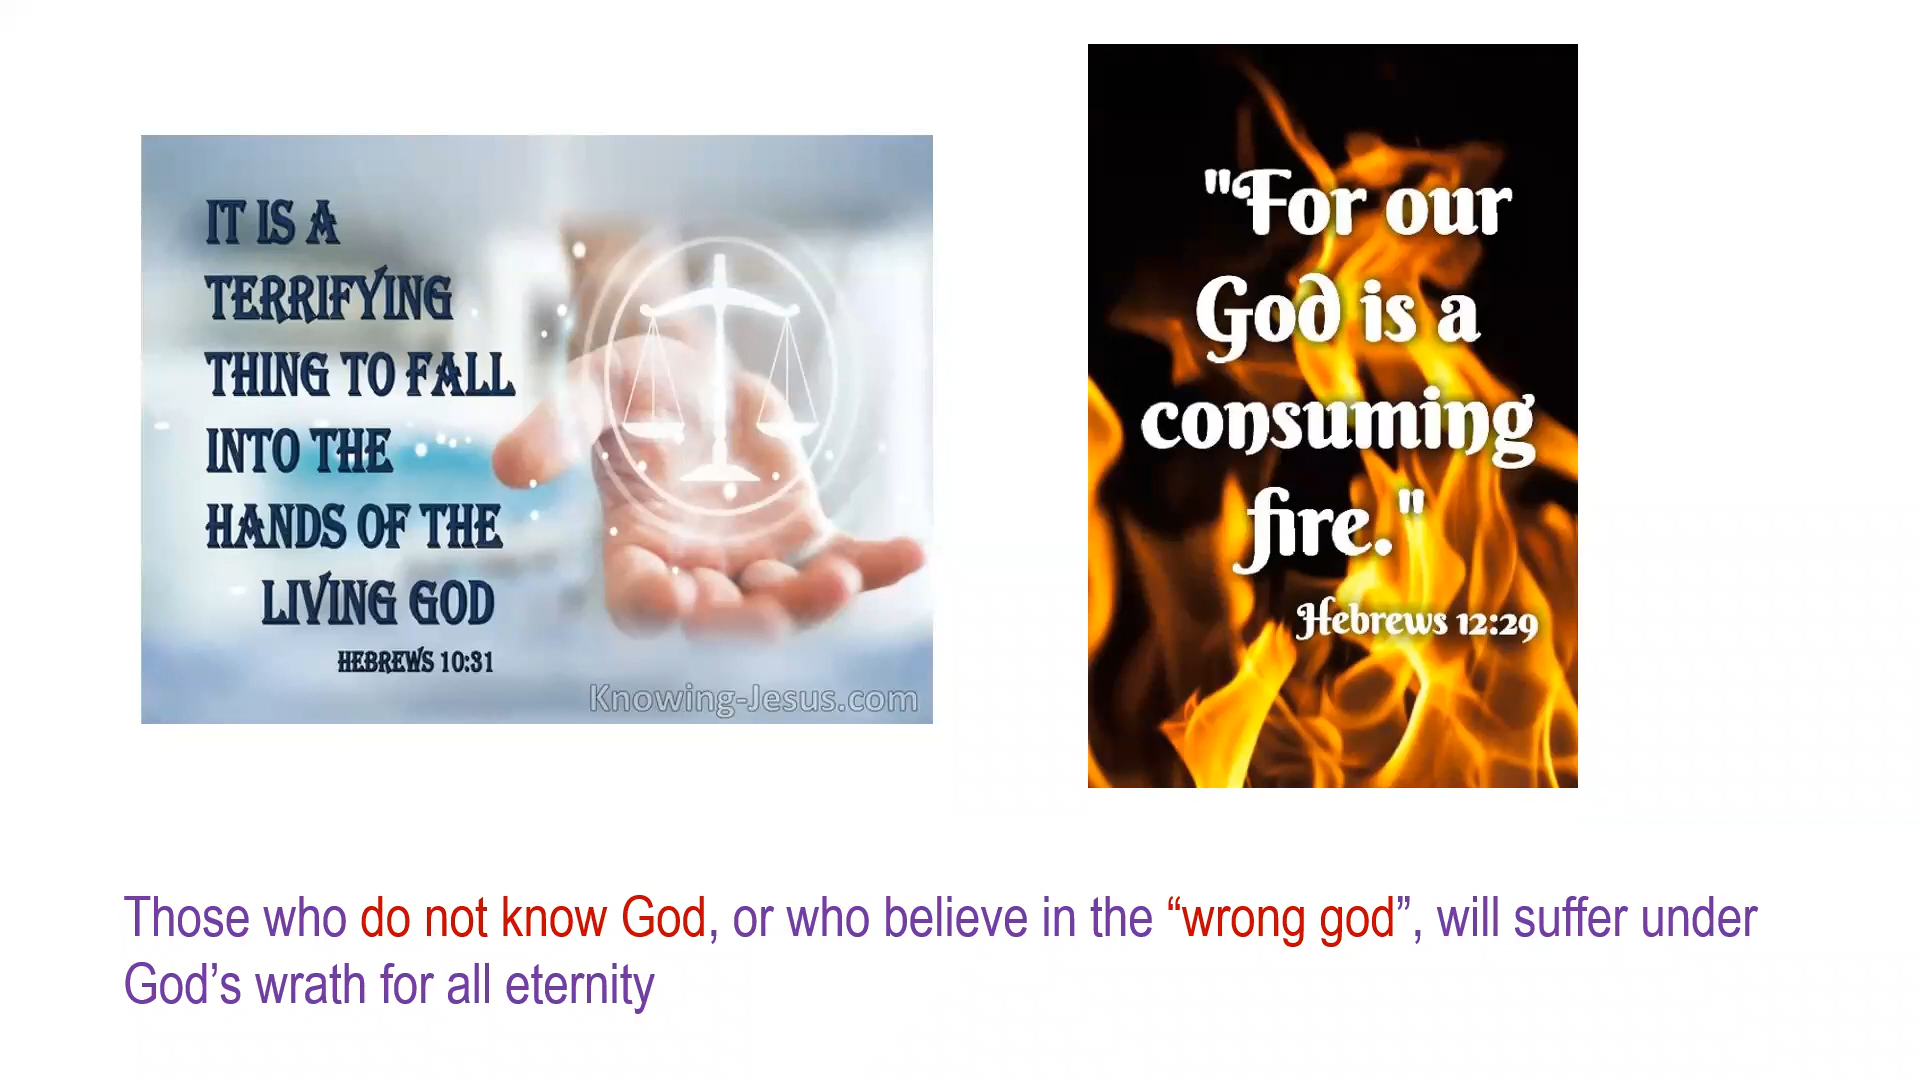 IT IS A
TERRIFYING
THING TO FALL
INTO THE
HANDS OF THE
LIVING GOD
HEBREWS 10:31
Knowing-Jesus.com
"For our
God is a
consuming
fire."
Hebrews 12:29
Those who do not know God, or who believe in the “wrong god”, will suffer under
God’s wrath for all eternity